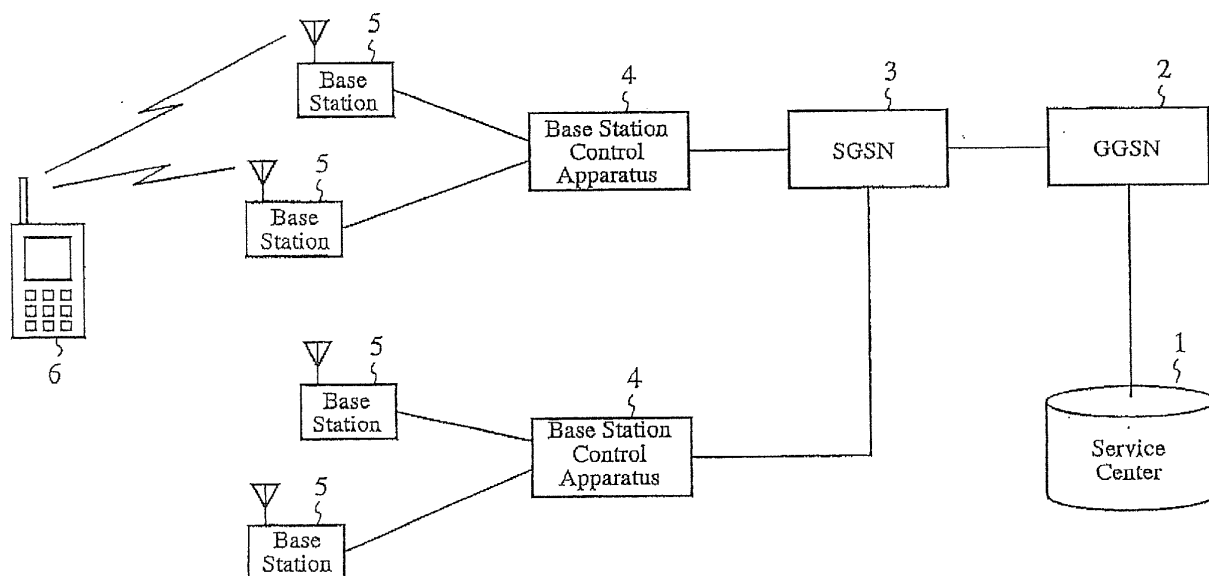 5
Base
Station
5
Base
Station
4
Base Station
Control
Apparatus
3
SGSN
2
GGSN
6
5
Base
Station
5
Base
Station
4
Base Station
Control
Apparatus
1
Service
Center